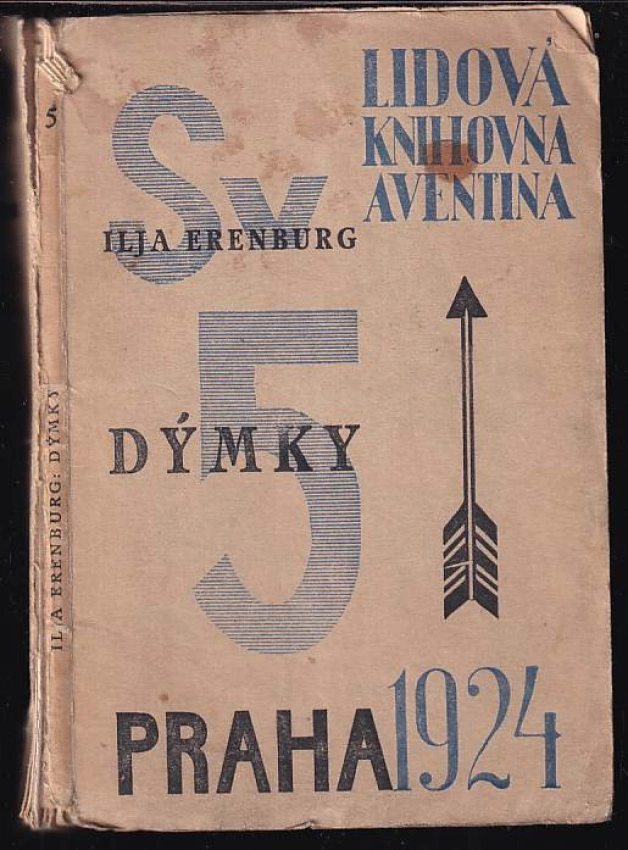 LIDOVÁ
KNIHOVNA
AVENTINA
Sv
ILJA ERENBURG
5
DÝMKY
PRAHA 1924
5
ILJA ERENBURG: DÝMKY